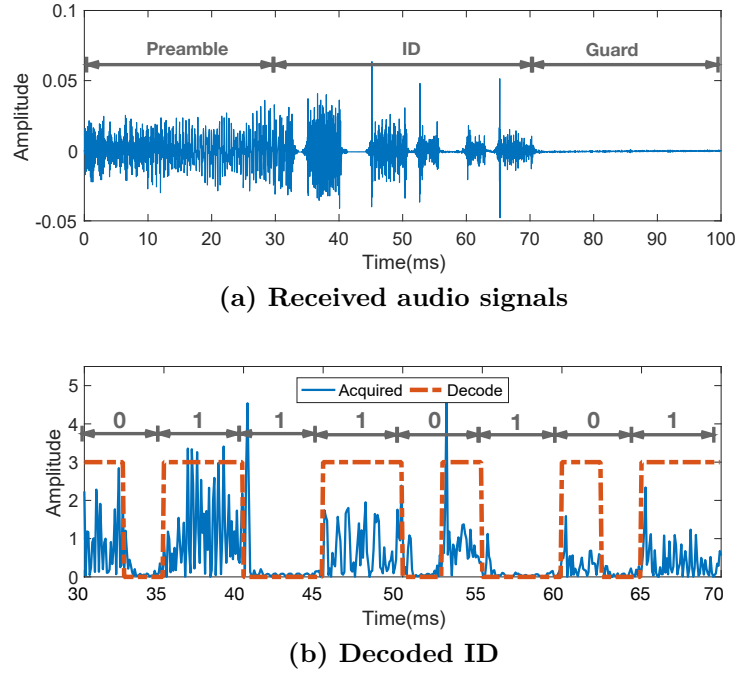 0.1
Preamble ID Guard
0.05
0
-0.05
Amplitude
0 10 20 30 40 50 60 70 80 90 100
Time(ms)
(a) Received audio signals
Acquired Decode
0 1 1 1 0 1 0 1
5
4
3
2
1
0
Amplitude
30 35 40 45 50 55 60 65 70
Time(ms)
(b) Decoded ID